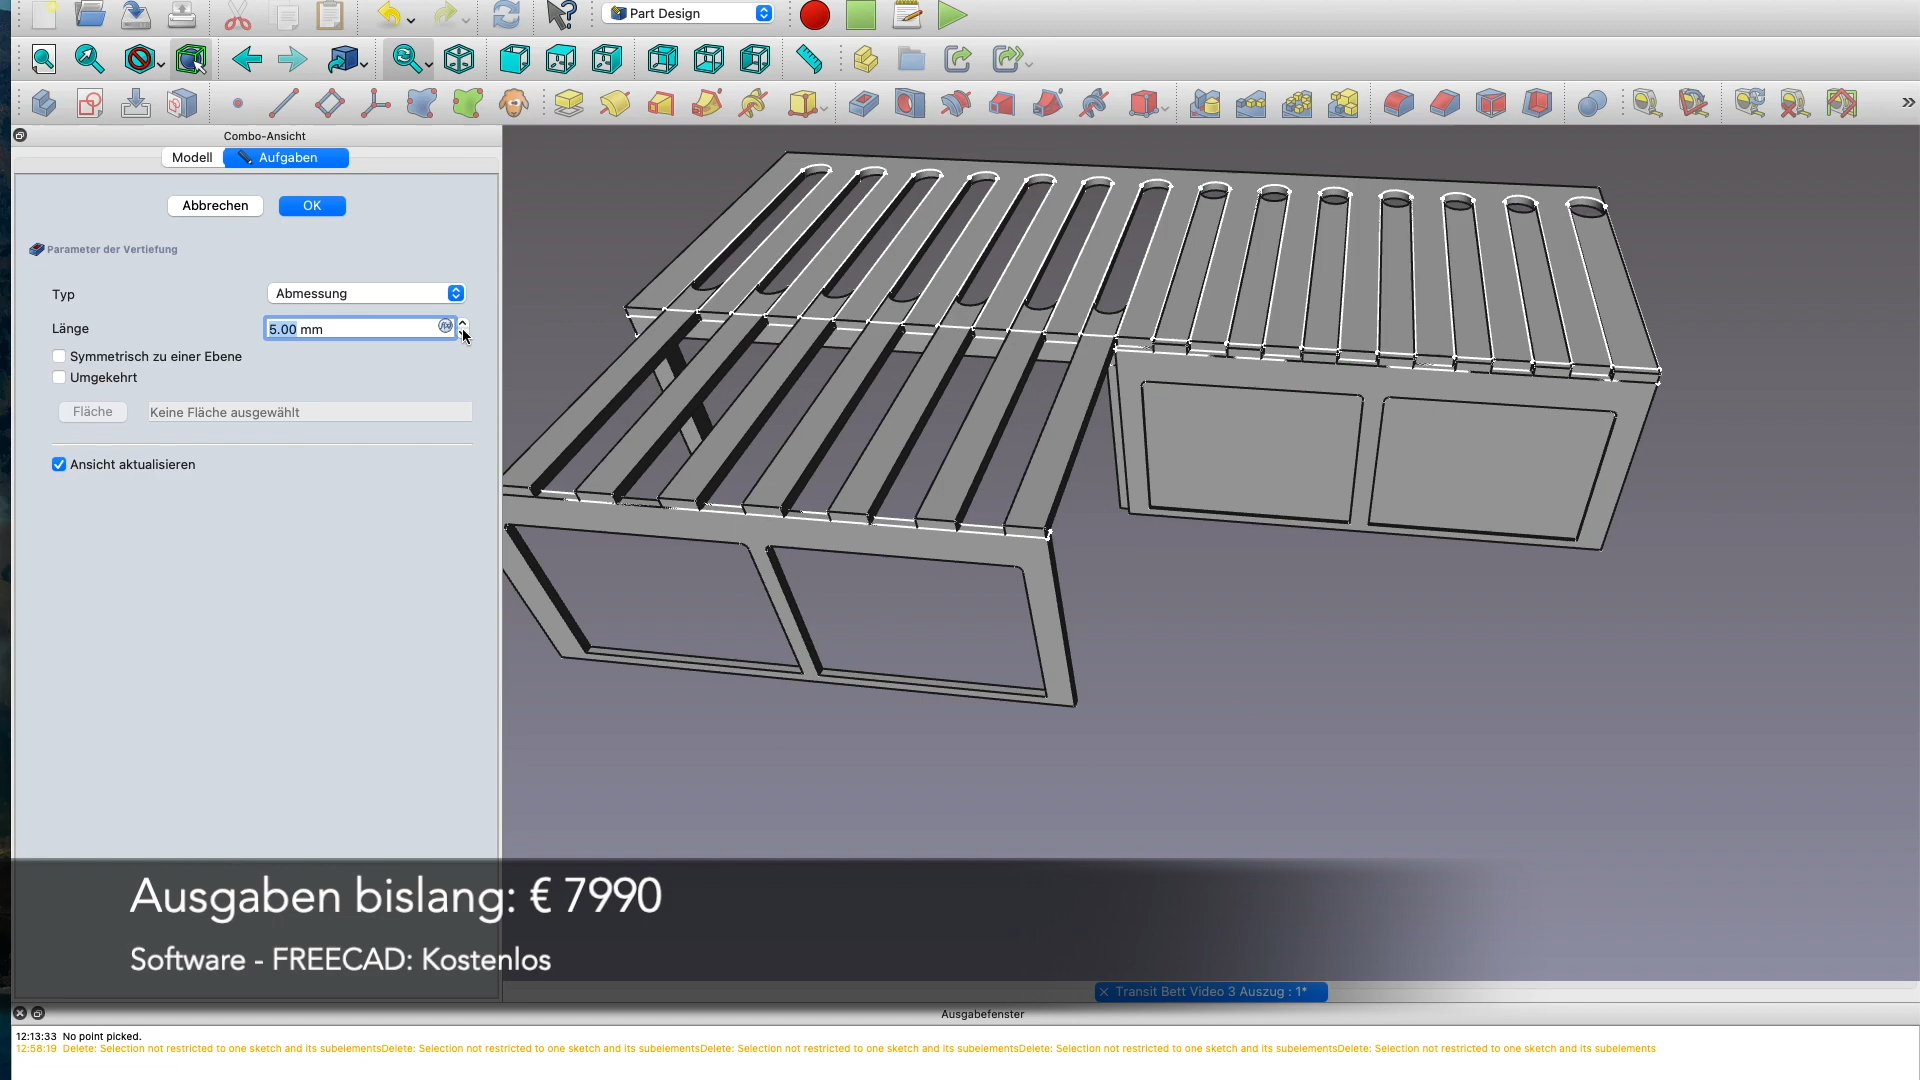 Part Design
»
Combo-Ansicht
Modell
Aufgaben
Abbrechen
OK
Parameter der Vertiefung
Typ
Abmessung
Länge
5.00 mm
Symmetrisch zu einer Ebene
Umgekehrt
Fläche
Keine Fläche ausgewählt
Ansicht aktualisieren
Ausgaben bislang: € 7990
Software - FREECAD: Kostenlos
Transit Bett Video 3 Auszug : 1*
Ausgabefenster
12:13:33 No point picked.
12:58:19 Delete: Selection not restricted to one sketch and its subelementsDelete: Selection not restricted to one sketch and its subelementsDelete: Selection not restricted to one sketch and its subelementsDelete: Selection not restricted to one sketch and its subelementsDelete: Selection not restricted to one sketch and its subelements